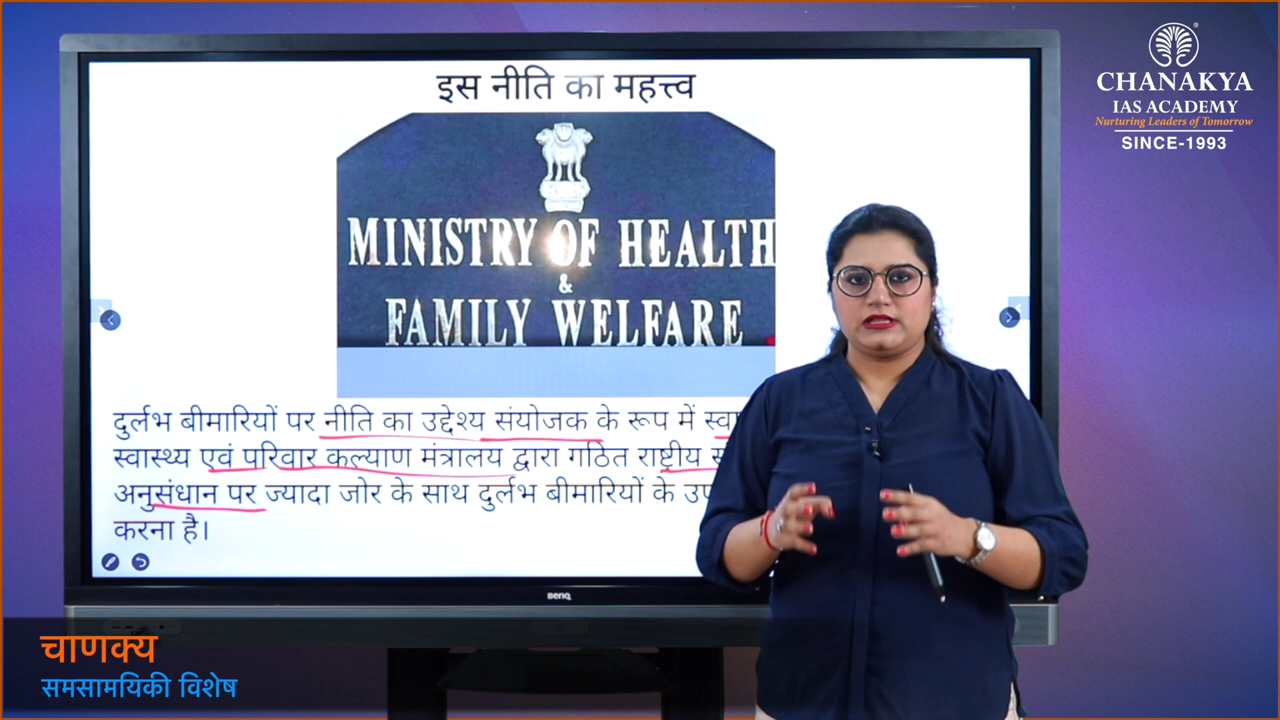 इस नीति का महत्त्व
MINISTRY OF HEALTH
&
FAMILY WELFARE
दुर्लभ बीमारियों पर नीति का उद्देश्य संयोजक के रूप में
स्वास्थ्य एवं परिवार कल्याण मंत्रालय द्वारा गठित राष्ट्रीय
अनुसंधान पर ज्यादा जोर के साथ दुर्लभ बीमारियों के
करना है।
BENQ
CHANAKYA
IAS ACADEMY
Nurturing Leaders of Tomorrow
SINCE-1993
चाणक्य
समसामयिकी विशेष